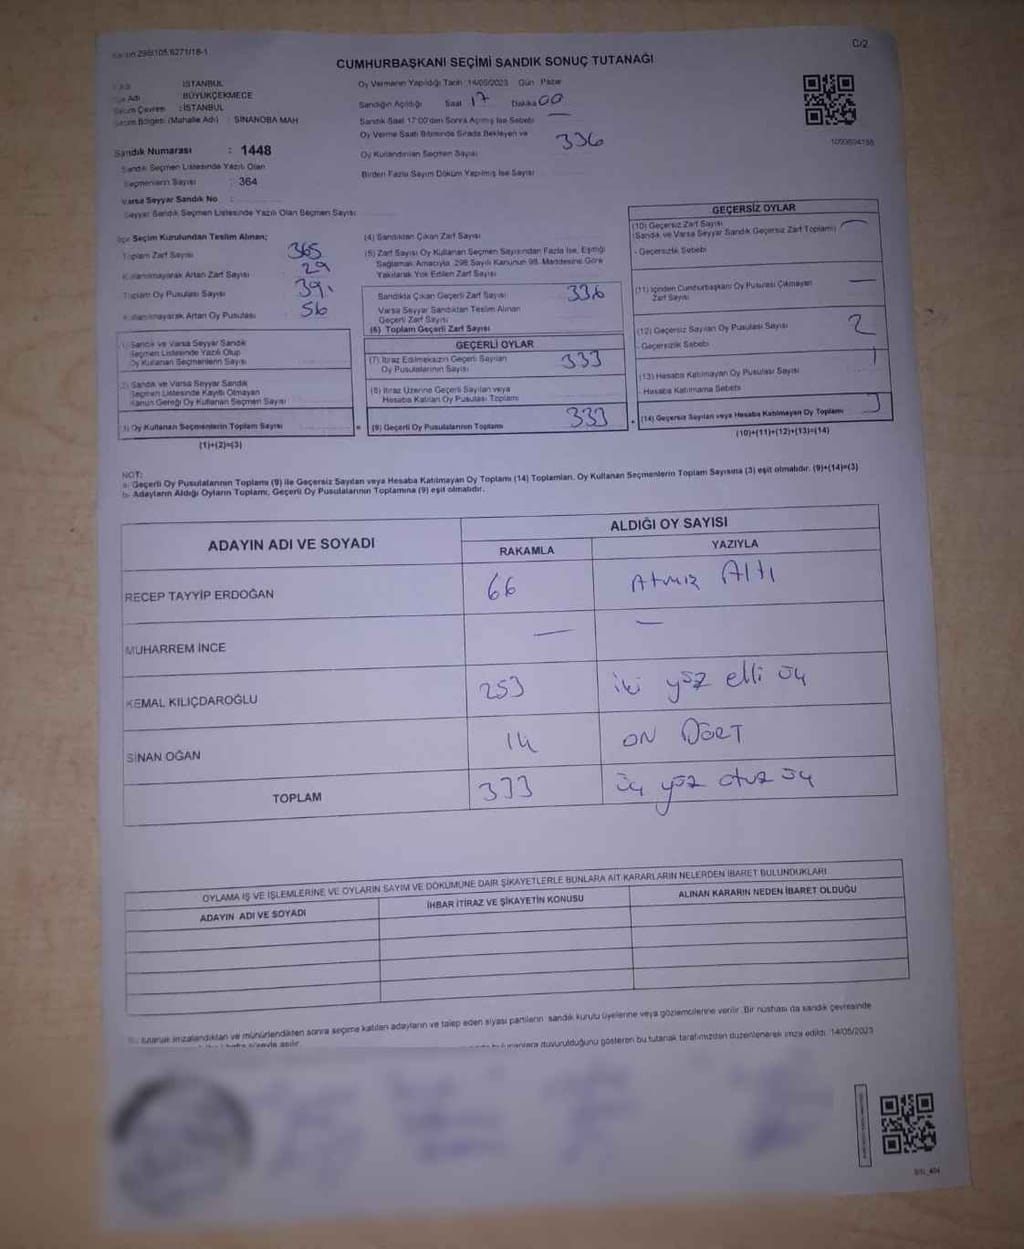 C/2
CUMHURBAŞKANI SEÇİMİ SANDIK SONUÇ TUTANAĞI
İSTANBUL
Adı : BÜYÜKÇEKMECE
Seçim Çevresi : İSTANBUL
Seçim Bölgesi (Mahalle Adı) : SİNANOBA MAH
Sandık Numarası : 1448
Sandık Seçmen Listesinde Yazılı Olan
Seçmenlerin Sayısı : 364
Varsa Seyyar Sandık No
Seyyar Sandık Seçmen Listesinde Yazılı Olan Seçmen Sayısı
Oy Vermenin Yapıldığı Tarih 14/05/2023 Gün Pazar
Sandığın Açıldığı Saat 17 Dakika 00
Sandık Saat 17:00'den Sonra Açılmış İse Sebebi —
Oy Verme Saati Bitiminde Sırada Bekleyen ve
Oy Kullandırılan Seçmen Sayısı 336
Birden Fazla Sayım Döküm Yapılmış İse Sayısı
İlçe Seçim Kurulundan Teslim Alınan;
Toplam Zarf Sayısı 365
Kullanılmayarak Artan Zarf Sayısı 29
Toplam Oy Pusulası Sayısı 391
Kullanılmayarak Artan Oy Pusulası 56
1) Sandık ve Varsa Seyyar Sandık
Seçmen Listesinde Yazılı Olup
Oy Kullanan Seçmenlerin Sayısı
2) Sandık ve Varsa Seyyar Sandık
Seçmen Listesinde Kayıtlı Olmayan
Kanun Gereği Oy Kullanan Seçmen Sayısı
3) Oy Kullanan Seçmenlerin Toplam Sayısı
(1)+(2)=(3)
(4) Sandıktan Çıkan Zarf Sayısı
(5) Zarf Sayısı Oy Kullanan Seçmen Sayısından Fazla İse, Eşitliği
Sağlamak Amacıyla, 298 Sayılı Kanunun 98. Maddesine Göre
Yakılarak Yok Edilen Zarf Sayısı
Sandıkta Çıkan Geçerli Zarf Sayısı 336
Varsa Seyyar Sandıktan Teslim Alınan
Geçerli Zarf Sayısı
(6) Toplam Geçerli Zarf Sayısı
GEÇERLİ OYLAR
(7) İtiraz Edilmeksizin Geçerli Sayılan
Oy Pusulalarının Sayısı 333
(8) İtiraz Üzerine Geçerli Sayılan veya
Hesaba Katılan Oy Pusulası Toplamı
= (9) Geçerli Oy Pusulalarının Toplamı 333
GEÇERSİZ OYLAR
(10) Geçersiz Zarf Sayısı
(Sandık ve Varsa Seyyar Sandık Geçersiz Zarf Toplamı) —
- Geçersizlik Sebebi
(11) İçinden Cumhurbaşkanı Oy Pusulası Çıkmayan
Zarf Sayısı —
(12) Geçersiz Sayılan Oy Pusulası Sayısı 2
- Geçersizlik Sebebi
(13) Hesaba Katılmayan Oy Pusulası Sayısı 1
- Hesaba Katılmama Sebebi
+ (14) Geçersiz Sayılan veya Hesaba Katılmayan Oy Toplamı
(10)+(11)+(12)+(13)=(14)
NOT:
a- Geçerli Oy Pusulalarının Toplamı (9) ile Geçersiz Sayılan veya Hesaba Katılmayan Oy Toplamı (14) Toplamları, Oy Kullanan Seçmenlerin Toplam Sayısına (3) eşit olmalıdır. (9)+(14)=(3)
b- Adayların Aldığı Oyların Toplamı, Geçerli Oy Pusulalarının Toplamına (9) eşit olmalıdır.
ADAYIN ADI VE SOYADI
ALDIĞI OY SAYISI
RAKAMLA YAZIYLA
RECEP TAYYİP ERDOĞAN 66 Atmış Altı
MUHARREM İNCE — —
KEMAL KILIÇDAROĞLU 253 iki yüz elli üç
SİNAN OĞAN 14 ON DÖRT
TOPLAM 333 üç yüz otuz üç
OYLAMA İŞ VE İŞLEMLERİNE VE OYLARIN SAYIM VE DÖKÜMÜNE DAİR ŞİKAYETLERLE BUNLARA AİT KARARLARIN NELERDEN İBARET BULUNDUKLARI
ADAYIN ADI VE SOYADI İHBAR İTİRAZ VE ŞİKAYETİN KONUSU ALINAN KARARIN NEDEN İBARET OLDUĞU
tutanak imzalandıktan ve mühürlendikten sonra seçime katılan adayların ve talep eden siyasi partilerin sandık kurulu üyelerine veya gözlemcilerine verilir. Bir nüshası da sandık çevresinde
duyurulduğunu gösteren bu tutanak tarafımızdan düzenlenerek imza edildi. 14/05/2023